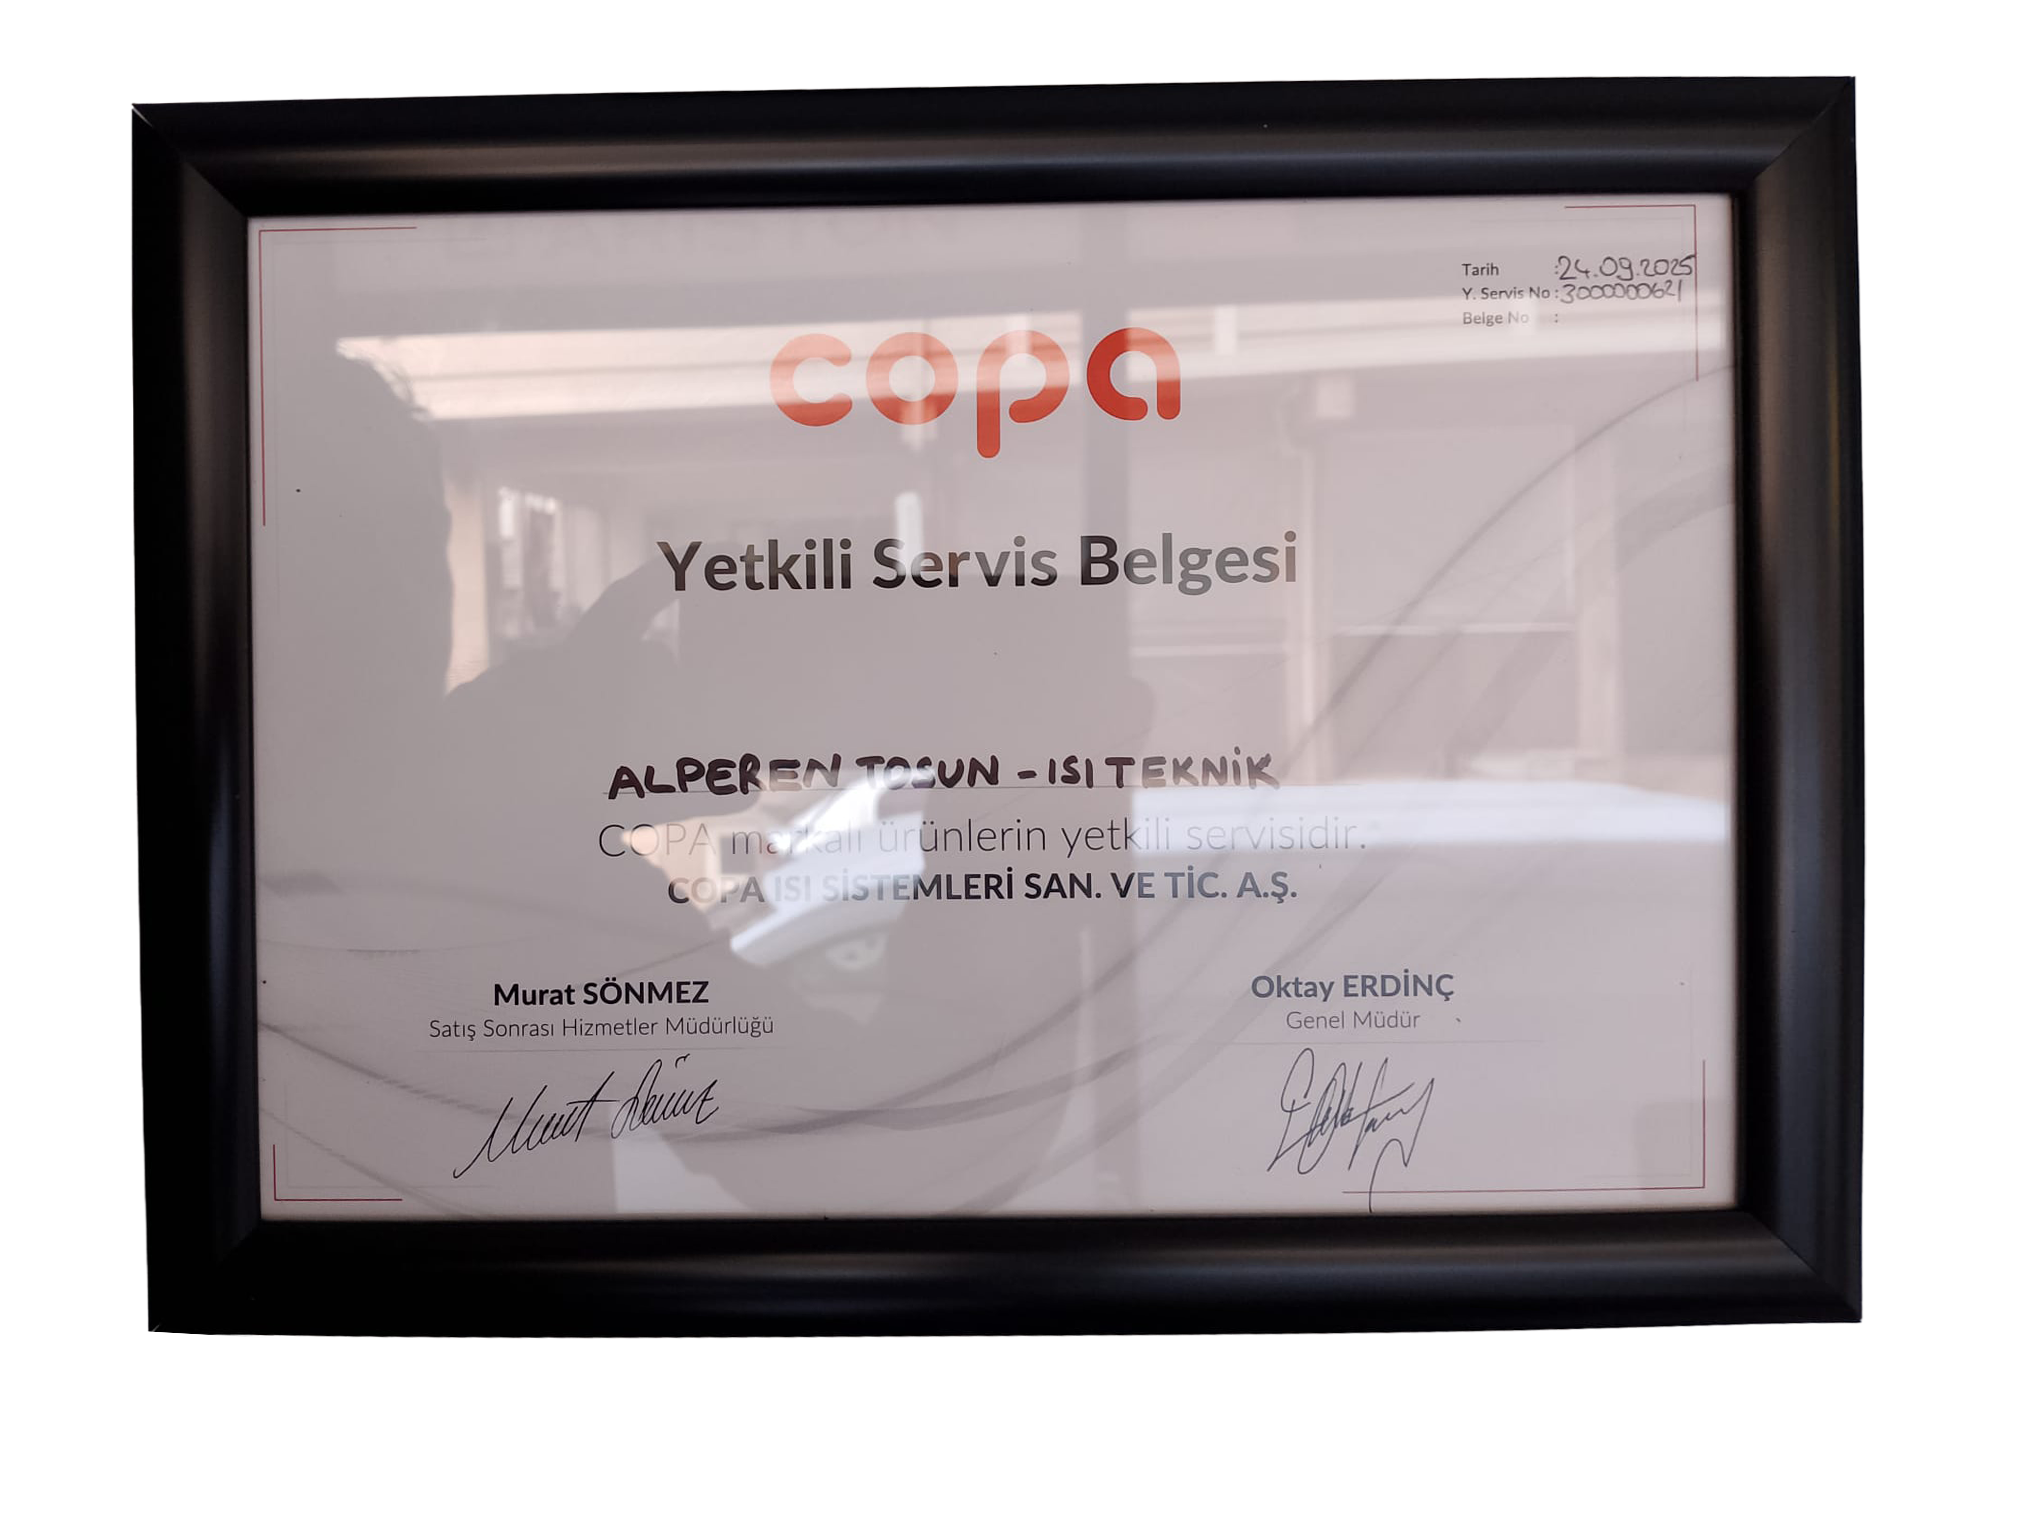 Tarih :24.09.2025
Y. Servis No :3000000621
Belge No :
copa
Yetkili Servis Belgesi
ALPEREN TOSUN - ISI TEKNİK
COPA markalı ürünlerin yetkili servisidir.
COPA ISI SİSTEMLERİ SAN. VE TİC. A.Ş.
Murat SÖNMEZ
Satış Sonrası Hizmetler Müdürlüğü
Oktay ERDİNÇ
Genel Müdür